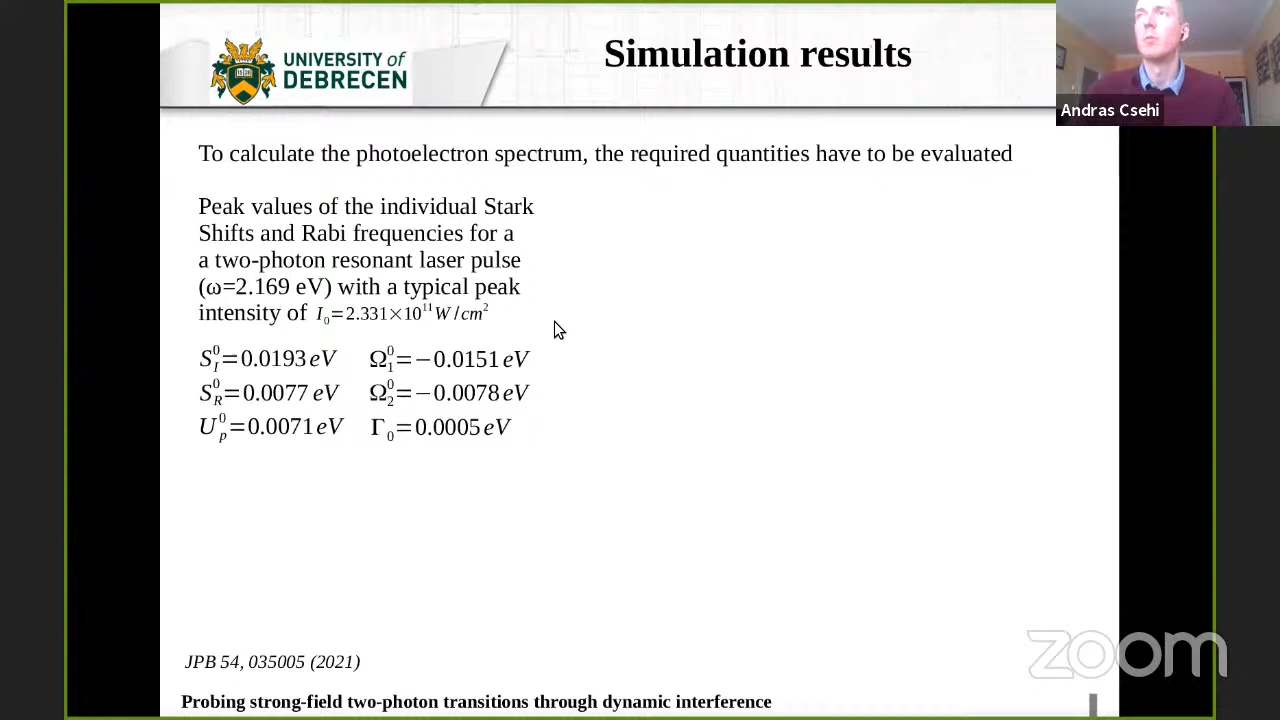 UNIVERSITY of
DEBRECEN
Simulation results
Andras Csehi
To calculate the photoelectron spectrum, the required quantities have to be evaluated
Peak values of the individual Stark
Shifts and Rabi frequencies for a
a two-photon resonant laser pulse
(ω=2.169 eV) with a typical peak
intensity of I₀=2.331×10¹¹W/cm²
S_I^0=0.0193 eV Ω_1^0=−0.0151 eV
S_R^0=0.0077 eV Ω_2^0=−0.0078 eV
U_p^0=0.0071 eV Γ_0=0.0005 eV
JPB 54, 035005 (2021)
zoom
Probing strong-field two-photon transitions through dynamic interference